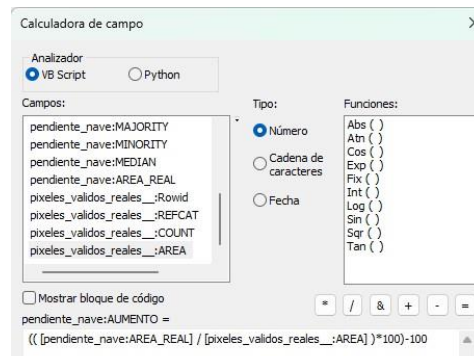 Calculadora de campo
Analizador
VB Script
Python
Campos:
pendiente_nave:MAJORITY
pendiente_nave:MINORITY
pendiente_nave:MEDIAN
pendiente_nave:AREA_REAL
pixeles_validos_reales__:Rowid
pixeles_validos_reales__:REFCAT
pixeles_validos_reales__:COUNT
pixeles_validos_reales__:AREA
Tipo:
Número
Cadena de
caracteres
Fecha
Funciones:
Abs ( )
Atn ( )
Cos ( )
Exp ( )
Fix ( )
Int ( )
Log ( )
Sin ( )
Sqr ( )
Tan ( )
Mostrar bloque de código
* / & + - =
pendiente_nave:AUMENTO =
(( [pendiente_nave:AREA_REAL] / [pixeles_validos_reales__:AREA] )*100)-100